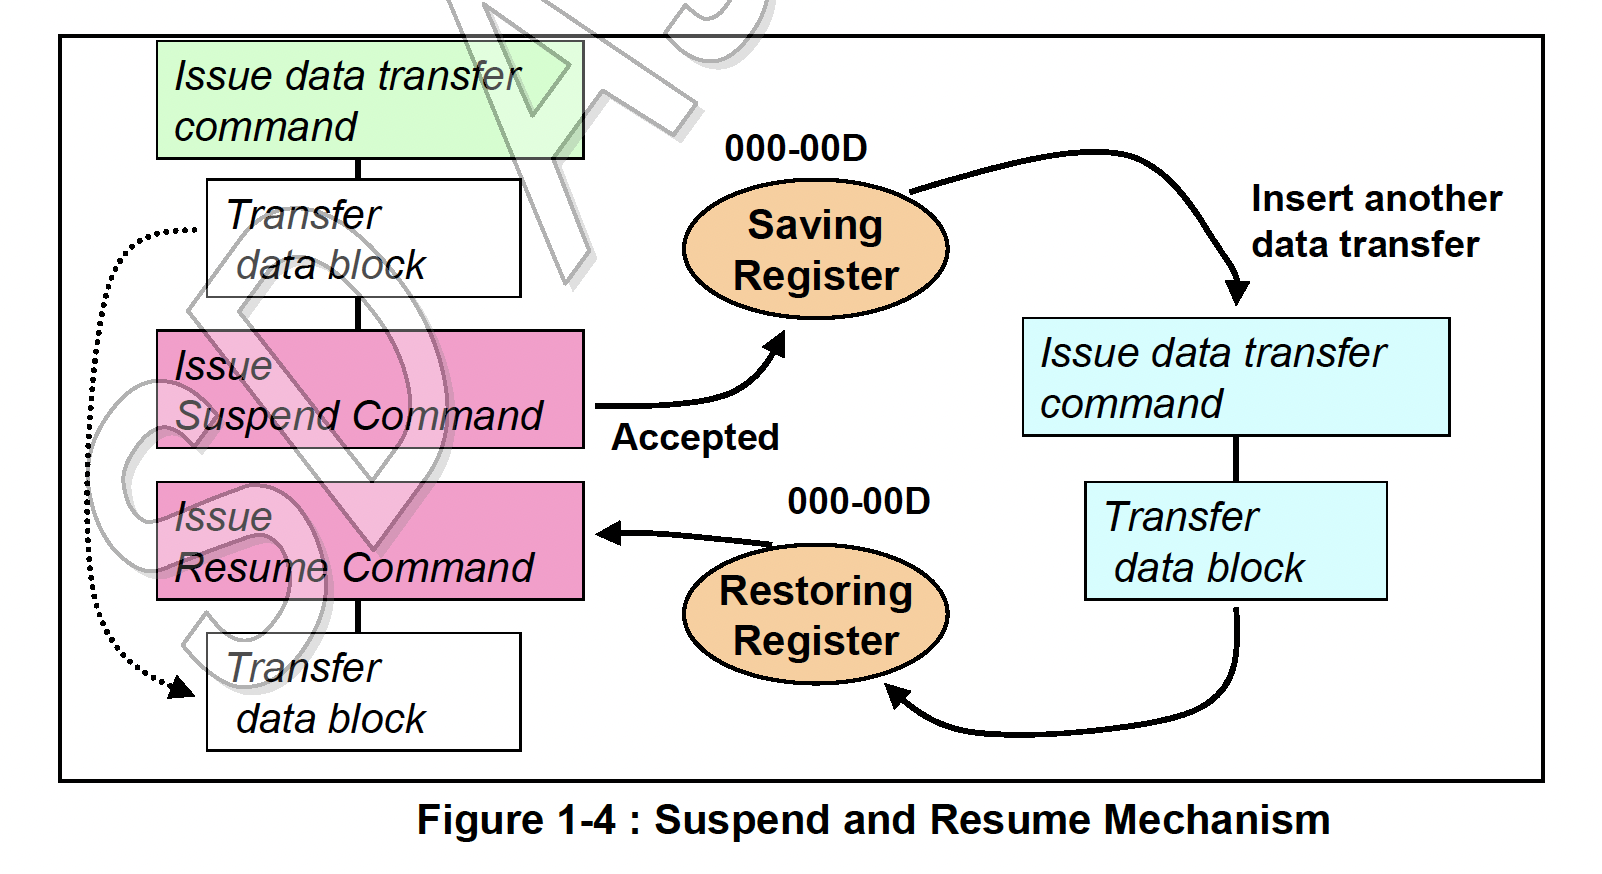 Issue data transfer
command
Transfer
data block
Issue
Suspend Command
Accepted
000-00D
Saving
Register
Insert another
data transfer
Issue data transfer
command
Transfer
data block
000-00D
Restoring
Register
Issue
Resume Command
Transfer
data block
Figure 1-4 : Suspend and Resume Mechanism
SD AS